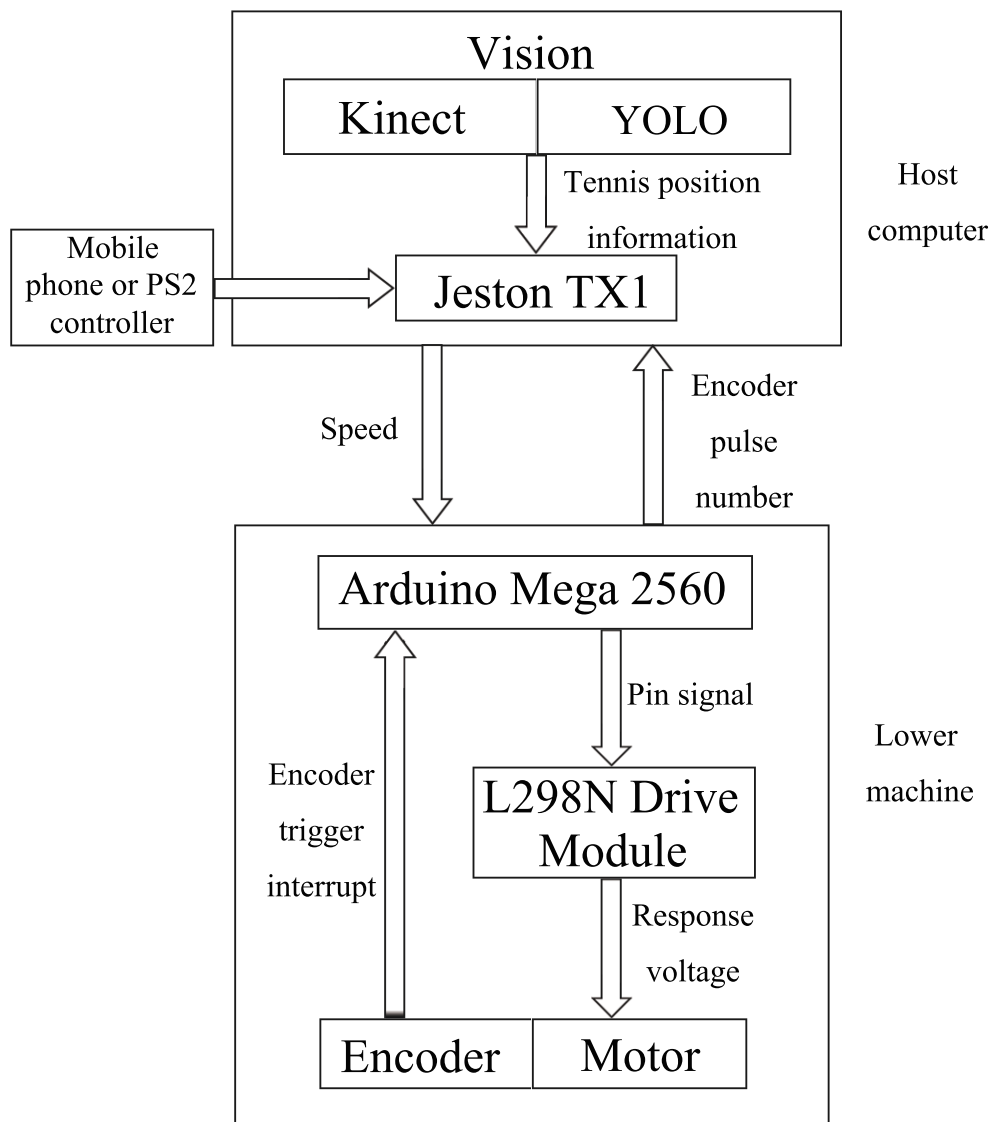 Vision
Kinect
YOLO
Tennis position
information
Host
computer
Mobile
phone or PS2
controller
Jeston TX1
Speed
Encoder
pulse
number
Arduino Mega 2560
Pin signal
Lower
machine
Encoder
trigger
interrupt
L298N Drive
Module
Response
voltage
Encoder
Motor